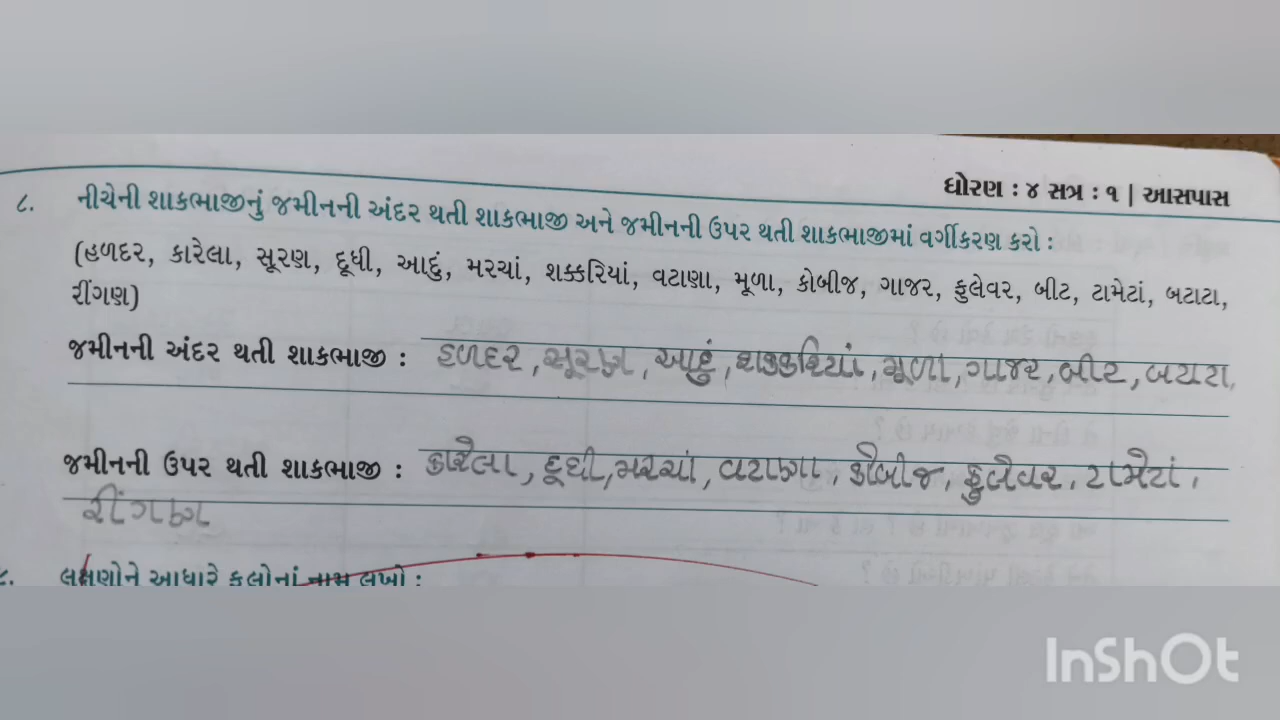 ધોરણ : ૪ સત્ર : ૧ | આસપાસ
૮. નીચેની શાકભાજીનું જમીનની અંદર થતી શાકભાજી અને જમીનની ઉપર થતી શાકભાજીમાં વર્ગીકરણ કરો :
(હળદર, કારેલા, સૂરણ, દૂધી, આદું, મરચાં, શક્કરિયાં, વટાણા, મૂળા, કોબીજ, ગાજર, ફુલેવર, બીટ, ટામેટાં, બટાટા,
રીંગણ)
જમીનની અંદર થતી શાકભાજી : હળદર, સૂરણ, આદું, શક્કરિયાં, મૂળા, ગાજર, બીટ, બટાટા,
જમીનની ઉપર થતી શાકભાજી : કારેલા, દૂધી, મરચાં, વટાણા, કોબીજ, ફુલેવર, ટામેટાં,
રીંગણ
૯. લક્ષણોને આધારે ફૂલોનાં નામ લખો :
InShOt